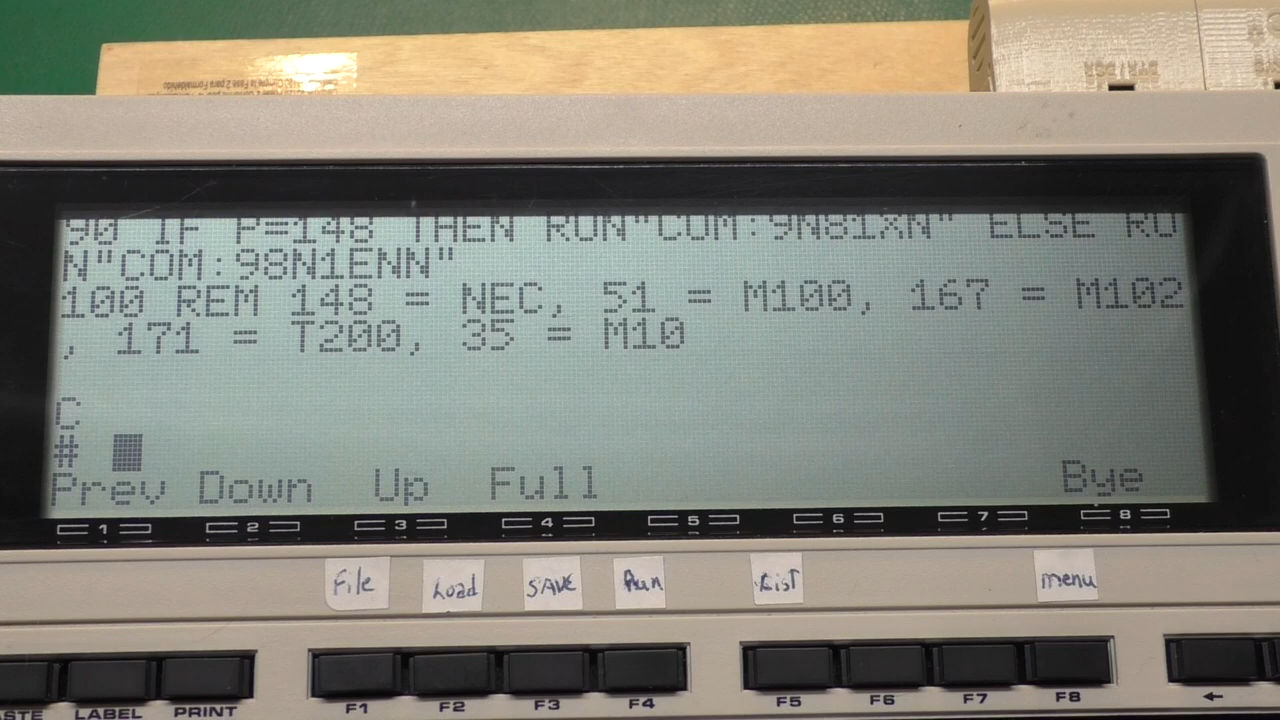 90 IF P=148 THEN RUN"COM:9N81XN" ELSE RU
N"COM:98N1ENN"
100 REM 148 = NEC, 51 = M100, 167 = M102
, 171 = T200, 35 = M10
C
#
Prev Down Up Full Bye
1 2 3 4 5 6 7 8
File Load SAVE Run List menu
ASTE LABEL PRINT F1 F2 F3 F4 F5 F6 F7 F8 ←